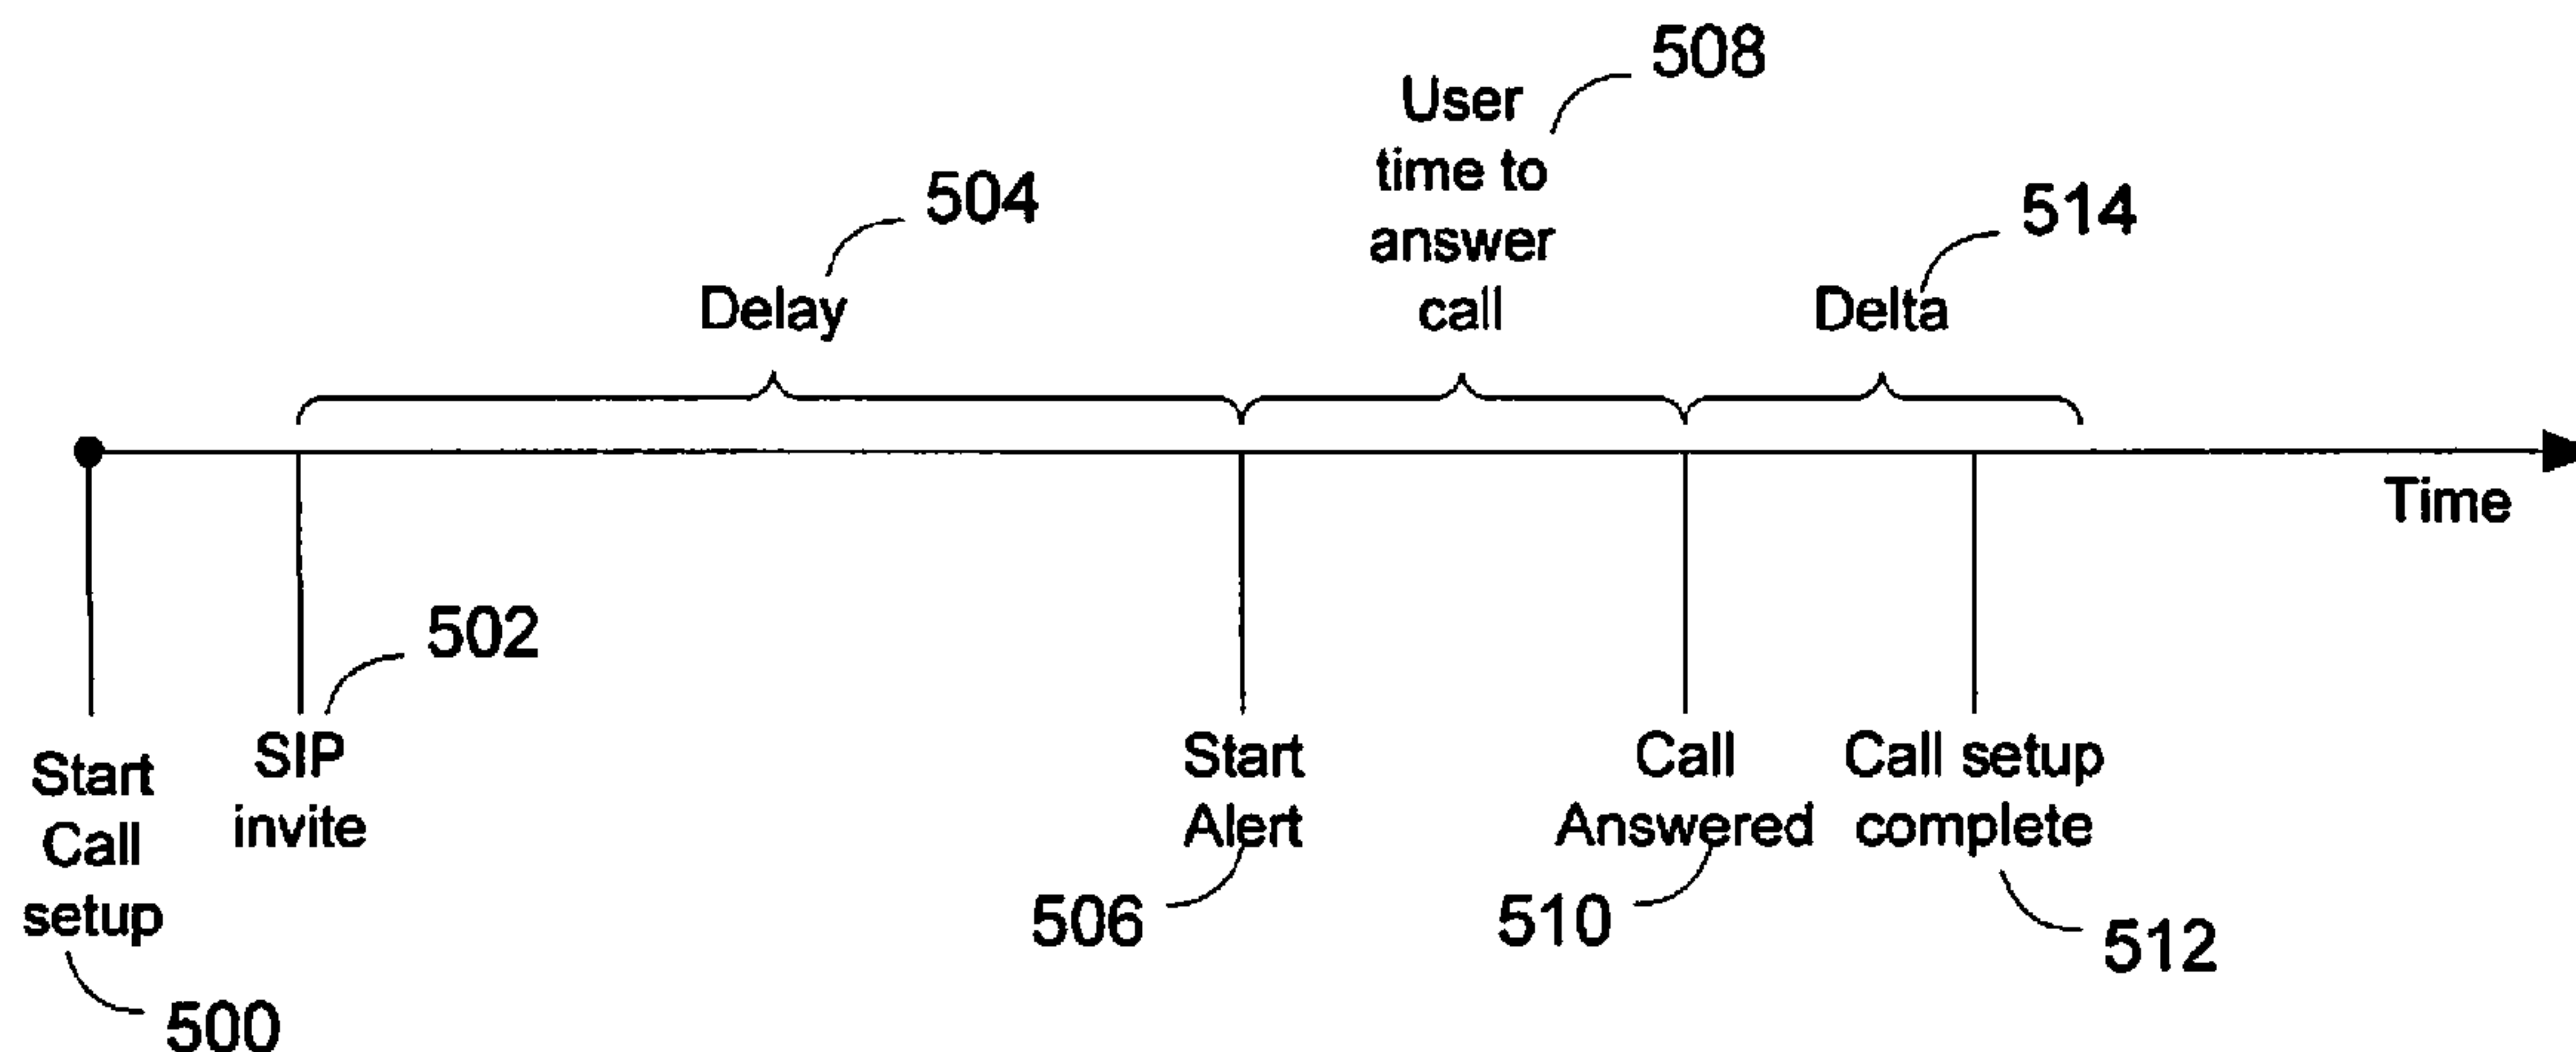 508
User
time to
answer
call
504
Delay
514
Delta
Time
502
SIP
invite
Start
Call
setup
500
Start
Alert
506
Call
Answered
510
Call setup
complete
512